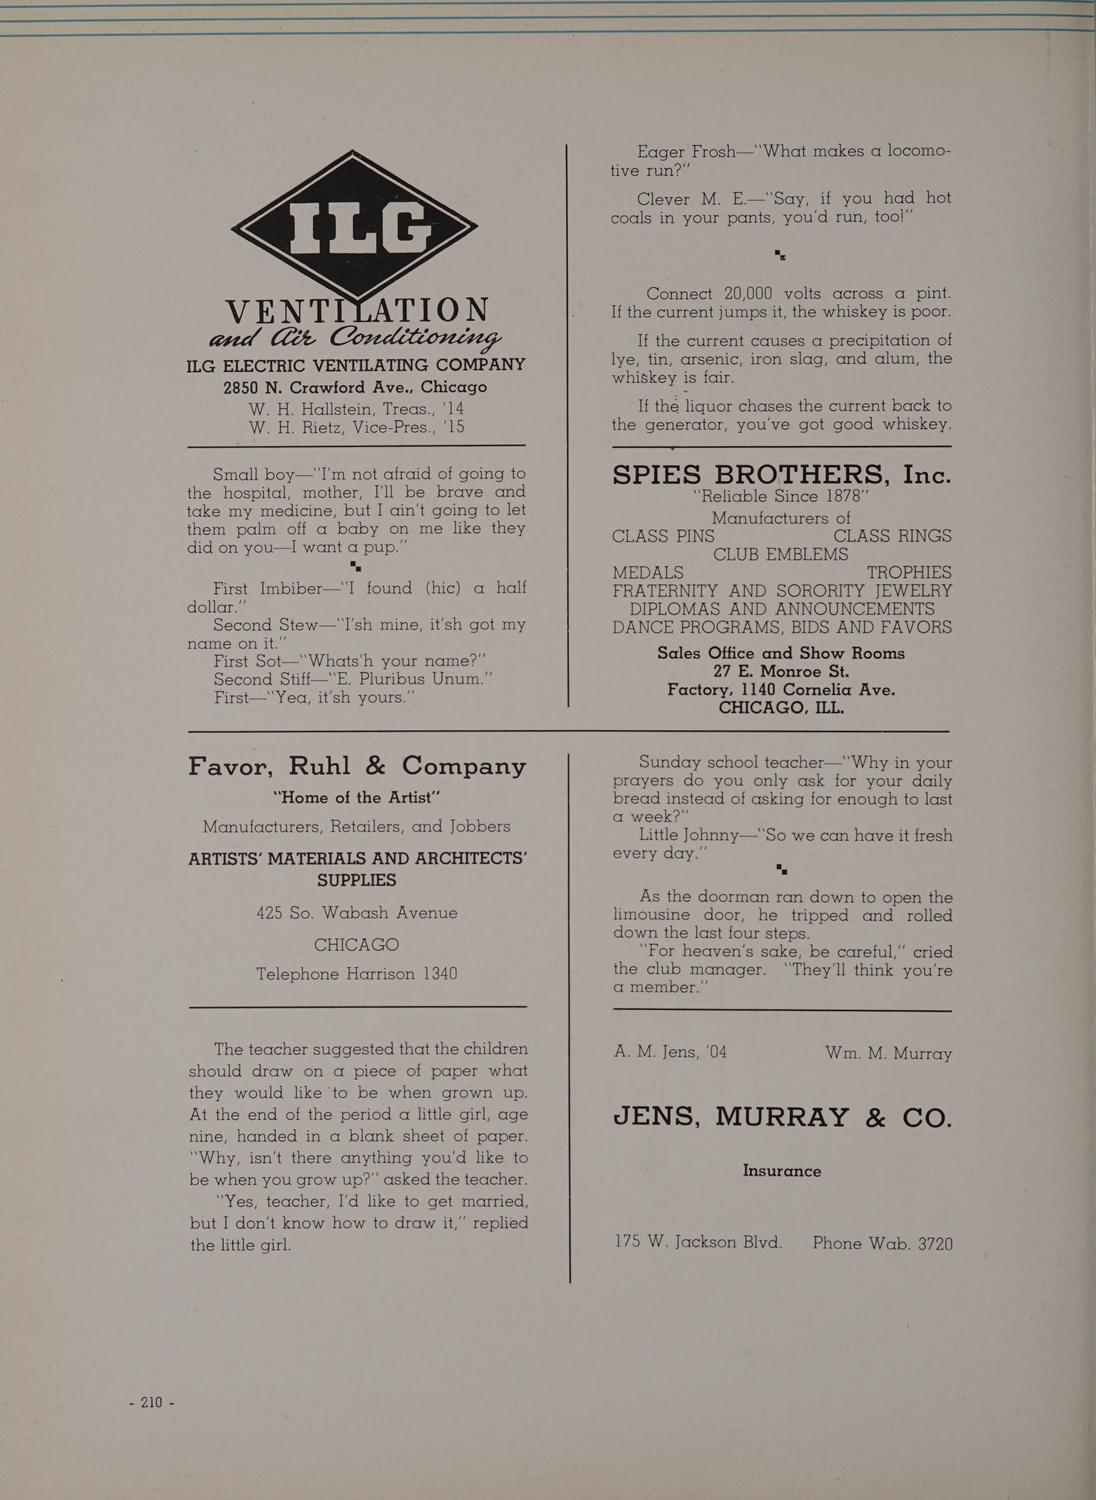 ILG
VENTILATION
and Air Conditioning
ILG ELECTRIC VENTILATING COMPANY
2850 N. Crawford Ave., Chicago
W. H. Hallstein, Treas., '14
W. H. Rietz, Vice-Pres., '15
Small boy—"I'm not afraid of going to
the hospital, mother, I'll be brave and
take my medicine, but I ain't going to let
them palm off a baby on me like they
did on you—I want a pup."
First Imbiber—"I found (hic) a half
dollar."
Second Stew—"I'sh mine, it'sh got my
name on it."
First Sot—"Whats'h your name?"
Second Stiff—"E. Pluribus Unum."
First—"Yea, it'sh yours."
Eager Frosh—"What makes a locomo-
tive run?"
Clever M. E.—"Say, if you had hot
coals in your pants, you'd run, too!"
Connect 20,000 volts across a pint.
If the current jumps it, the whiskey is poor.
If the current causes a precipitation of
lye, tin, arsenic, iron slag, and alum, the
whiskey is fair.
If the liquor chases the current back to
the generator, you've got good whiskey.
SPIES BROTHERS, Inc.
"Reliable Since 1878"
Manufacturers of
CLASS PINS CLASS RINGS
CLUB EMBLEMS
MEDALS TROPHIES
FRATERNITY AND SORORITY JEWELRY
DIPLOMAS AND ANNOUNCEMENTS
DANCE PROGRAMS, BIDS AND FAVORS
Sales Office and Show Rooms
27 E. Monroe St.
Factory, 1140 Cornelia Ave.
CHICAGO, ILL.
Favor, Ruhl & Company
"Home of the Artist"
Manufacturers, Retailers, and Jobbers
ARTISTS' MATERIALS AND ARCHITECTS'
SUPPLIES
425 So. Wabash Avenue
CHICAGO
Telephone Harrison 1340
The teacher suggested that the children
should draw on a piece of paper what
they would like to be when grown up.
At the end of the period a little girl, age
nine, handed in a blank sheet of paper.
"Why, isn't there anything you'd like to
be when you grow up?" asked the teacher.
"Yes, teacher, I'd like to get married,
but I don't know how to draw it," replied
the little girl.
Sunday school teacher—"Why in your
prayers do you only ask for your daily
bread instead of asking for enough to last
a week?"
Little Johnny—"So we can have it fresh
every day."
As the doorman ran down to open the
limousine door, he tripped and rolled
down the last four steps.
"For heaven's sake, be careful," cried
the club manager. "They'll think you're
a member."
A. M. Jens, '04 Wm. M. Murray
JENS, MURRAY & CO.
Insurance
175 W. Jackson Blvd. Phone Wab. 3720
- 210 -